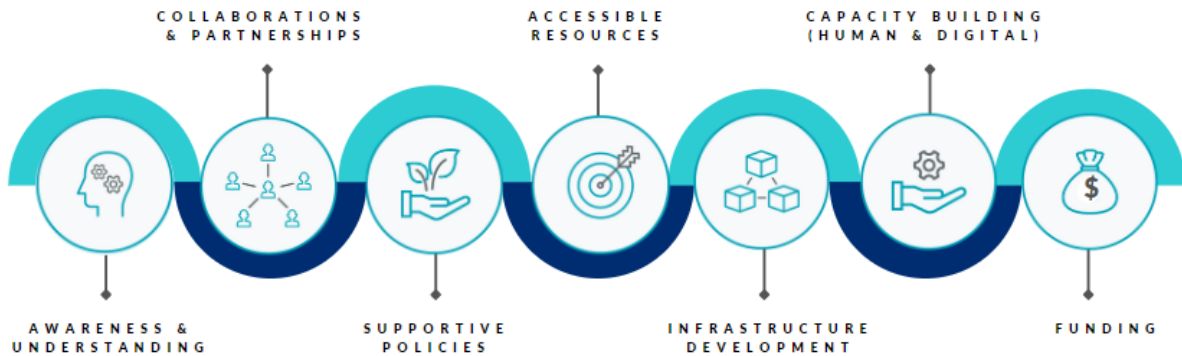 COLLABORATIONS
& PARTNERSHIPS
ACCESSIBLE
RESOURCES
CAPACITY BUILDING
(HUMAN & DIGITAL)
$
AWARENESS &
UNDERSTANDING
SUPPORTIVE
POLICIES
INFRASTRUCTURE
DEVELOPMENT
FUNDING